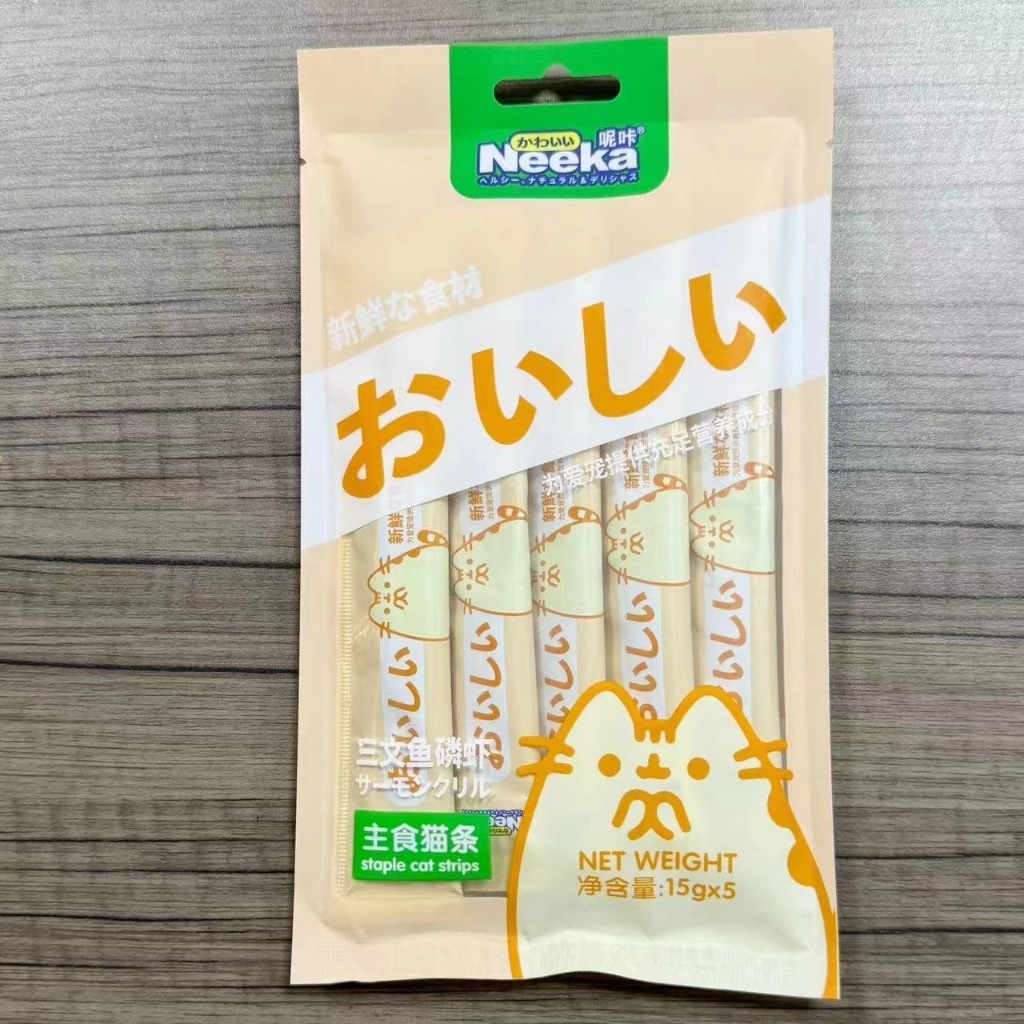 かわいい 呢咔®
Neeka
ヘルシー、ナチュラル&デリシャス
新鮮な食材
おいしい
为爱宠提供充足营养成分
三文鱼磷虾
サーモンクリル
主食猫条
staple cat strips
NET WEIGHT
净含量:15gx5